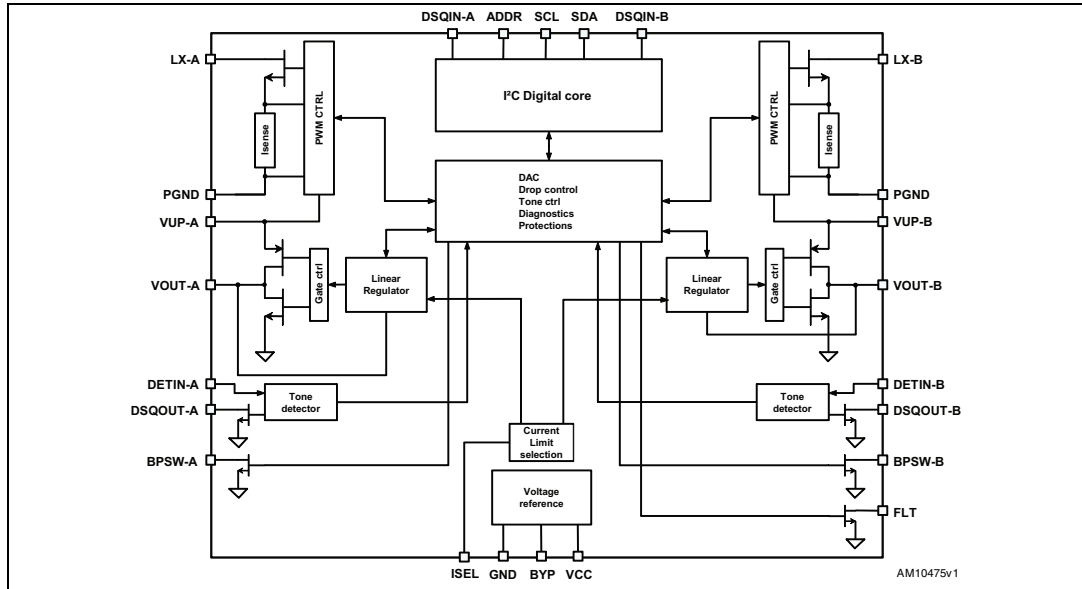 DSQIN-A ADDR SCL SDA DSQIN-B
LX-A
LX-B
I²C Digital core
PWM CTRL
PWM CTRL
Isense
Isense
DAC
Drop control
Tone ctrl
Diagnostics
Protections
PGND
PGND
VUP-A
VUP-B
Gate ctrl
Linear
Regulator
Linear
Regulator
Gate ctrl
VOUT-A
VOUT-B
DETIN-A
DETIN-B
Tone
detector
Tone
detector
DSQOUT-A
DSQOUT-B
Current
Limit
selection
BPSW-A
BPSW-B
Voltage
reference
FLT
ISEL GND BYP VCC
AM10475v1